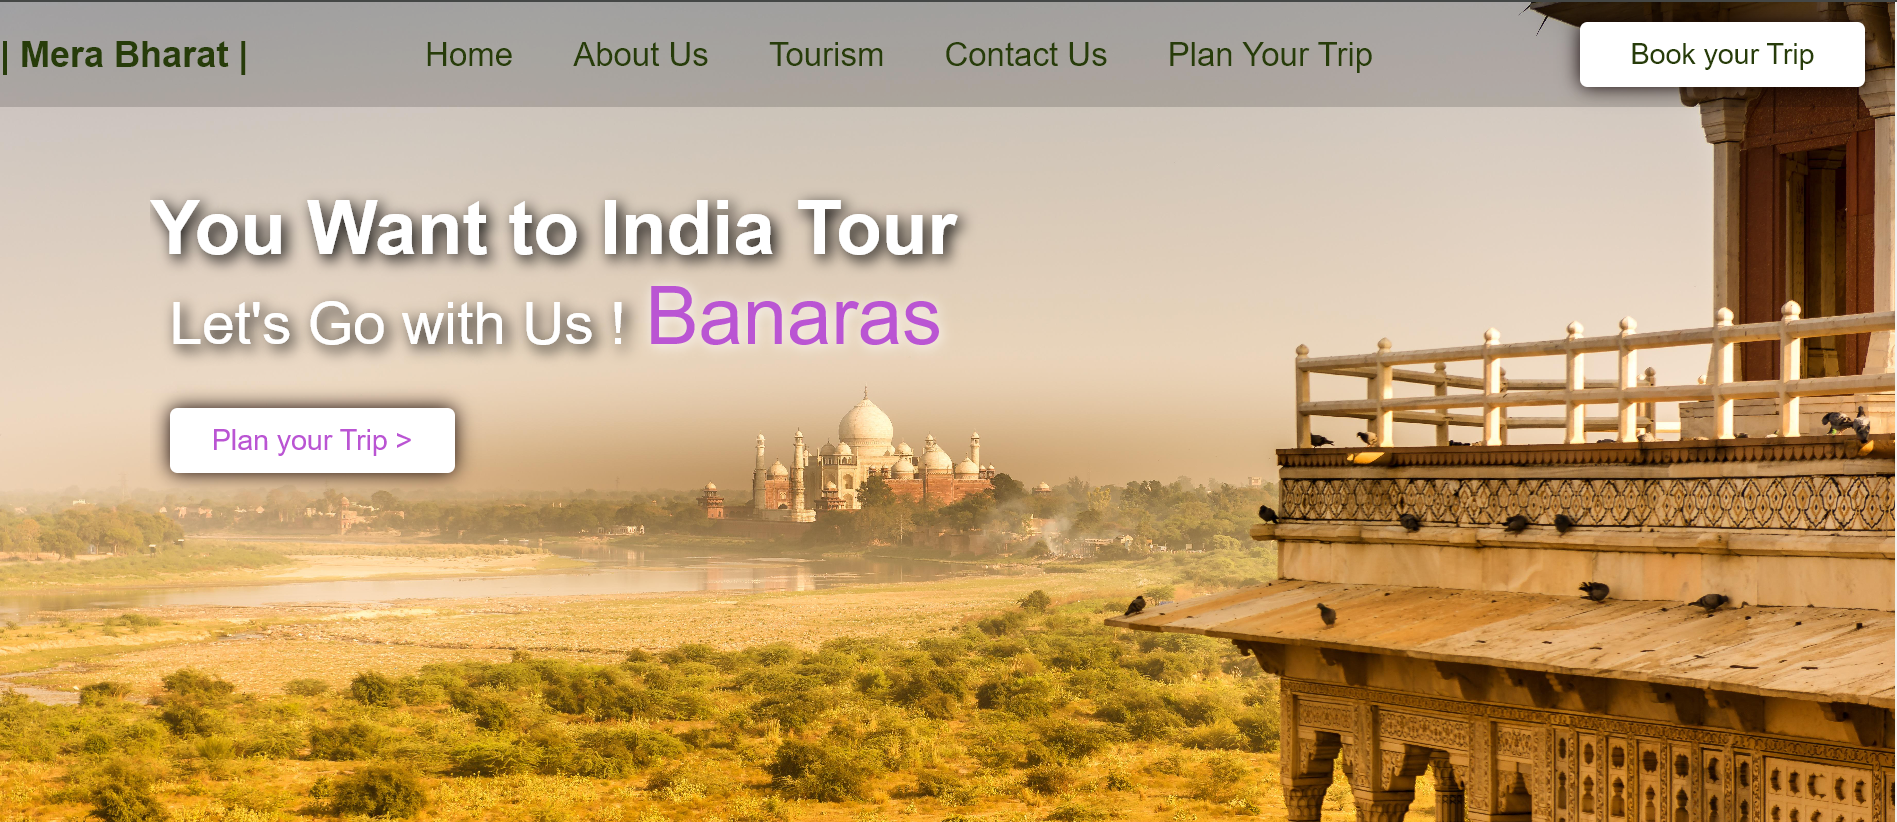 | Mera Bharat | Home About Us Tourism Contact Us Plan Your Trip Book your Trip
You Want to India Tour
Let's Go with Us ! Banaras
Plan your Trip >